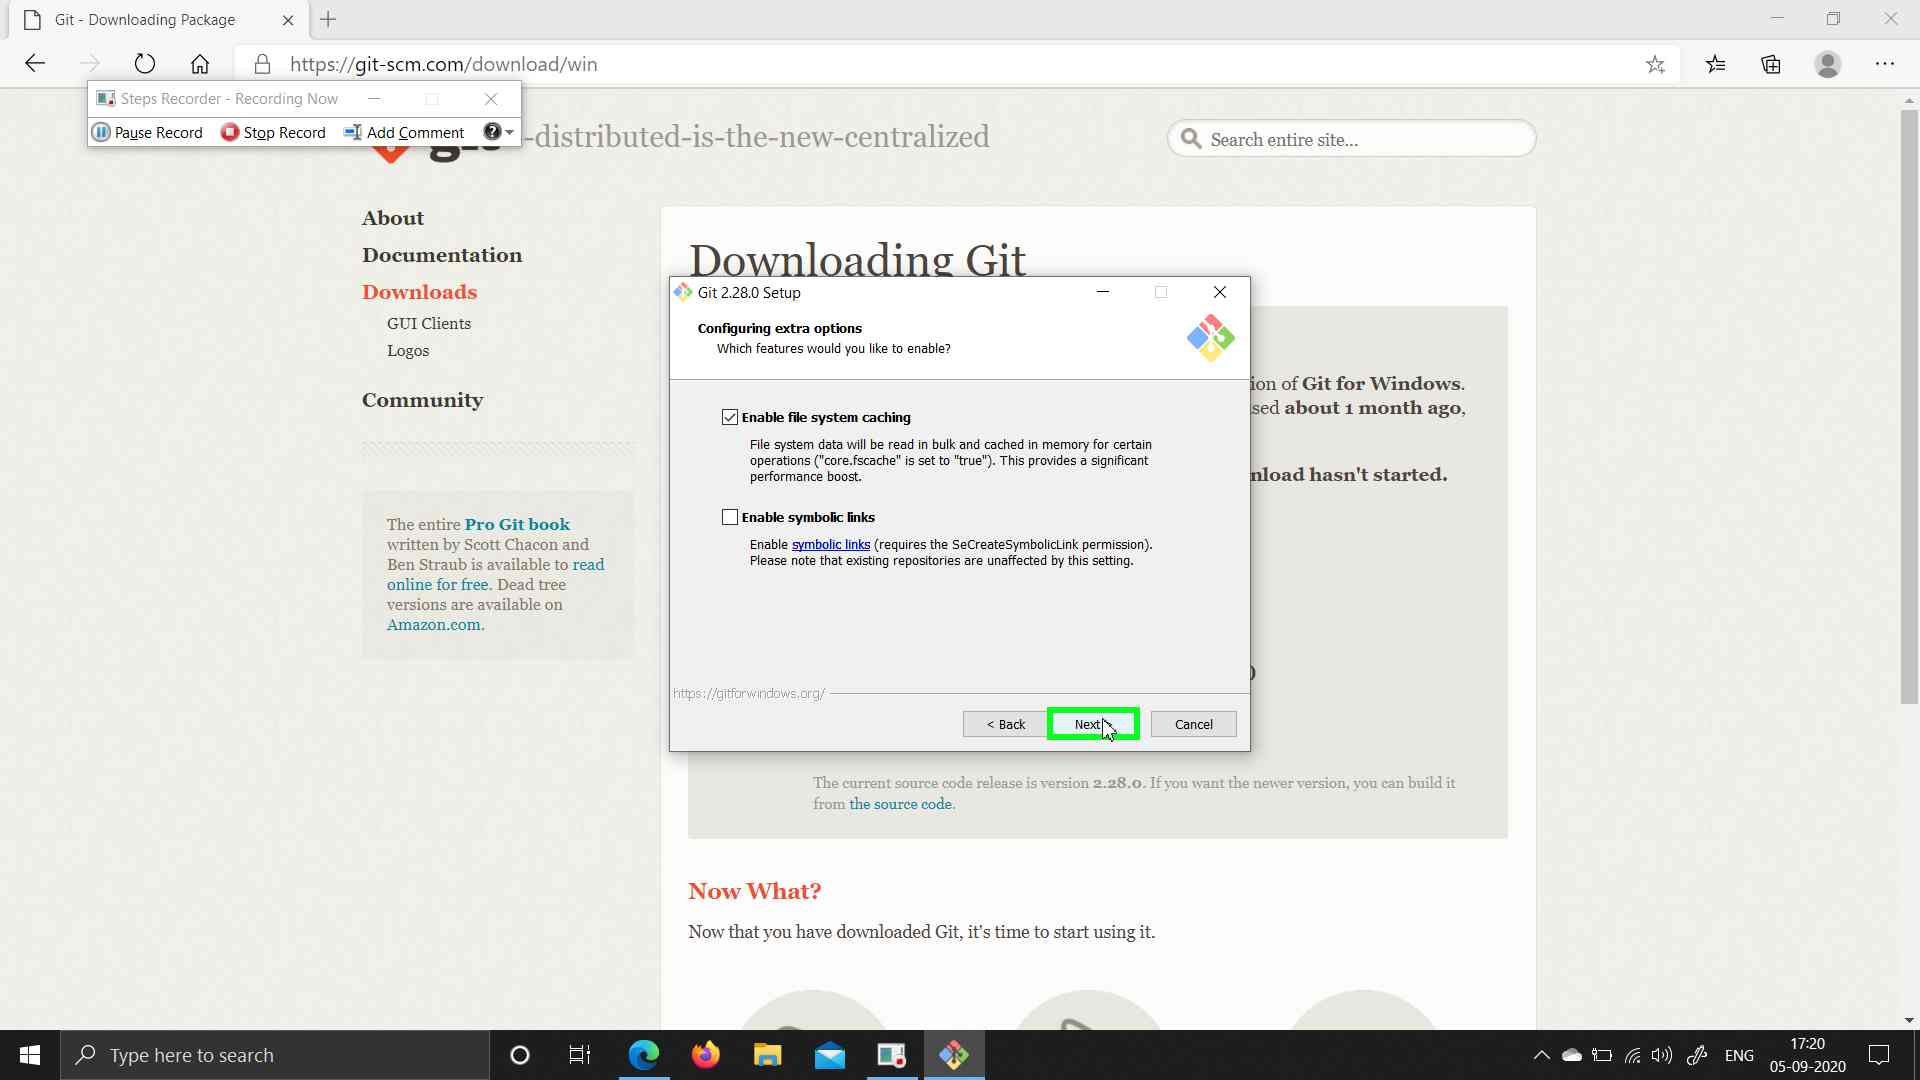 Git - Downloading Package
https://git-scm.com/download/win
Steps Recorder - Recording Now
Pause Record
Stop Record
Add Comment
-distributed-is-the-new-centralized
Search entire site...
About
Documentation
Downloads
GUI Clients
Logos
Community
The entire Pro Git book
written by Scott Chacon and
Ben Straub is available to read
online for free. Dead tree
versions are available on
Amazon.com.
Downloading Git
ion of Git for Windows.
sed about 1 month ago,
nload hasn't started.
Git 2.28.0 Setup
Configuring extra options
Which features would you like to enable?
Enable file system caching
File system data will be read in bulk and cached in memory for certain
operations ("core.fscache" is set to "true"). This provides a significant
performance boost.
Enable symbolic links
Enable symbolic links (requires the SeCreateSymbolicLink permission).
Please note that existing repositories are unaffected by this setting.
https://gitforwindows.org/
< Back
Next
Cancel
The current source code release is version 2.28.0. If you want the newer version, you can build it
from the source code.
Now What?
Now that you have downloaded Git, it's time to start using it.
Type here to search
ENG
17:20
05-09-2020